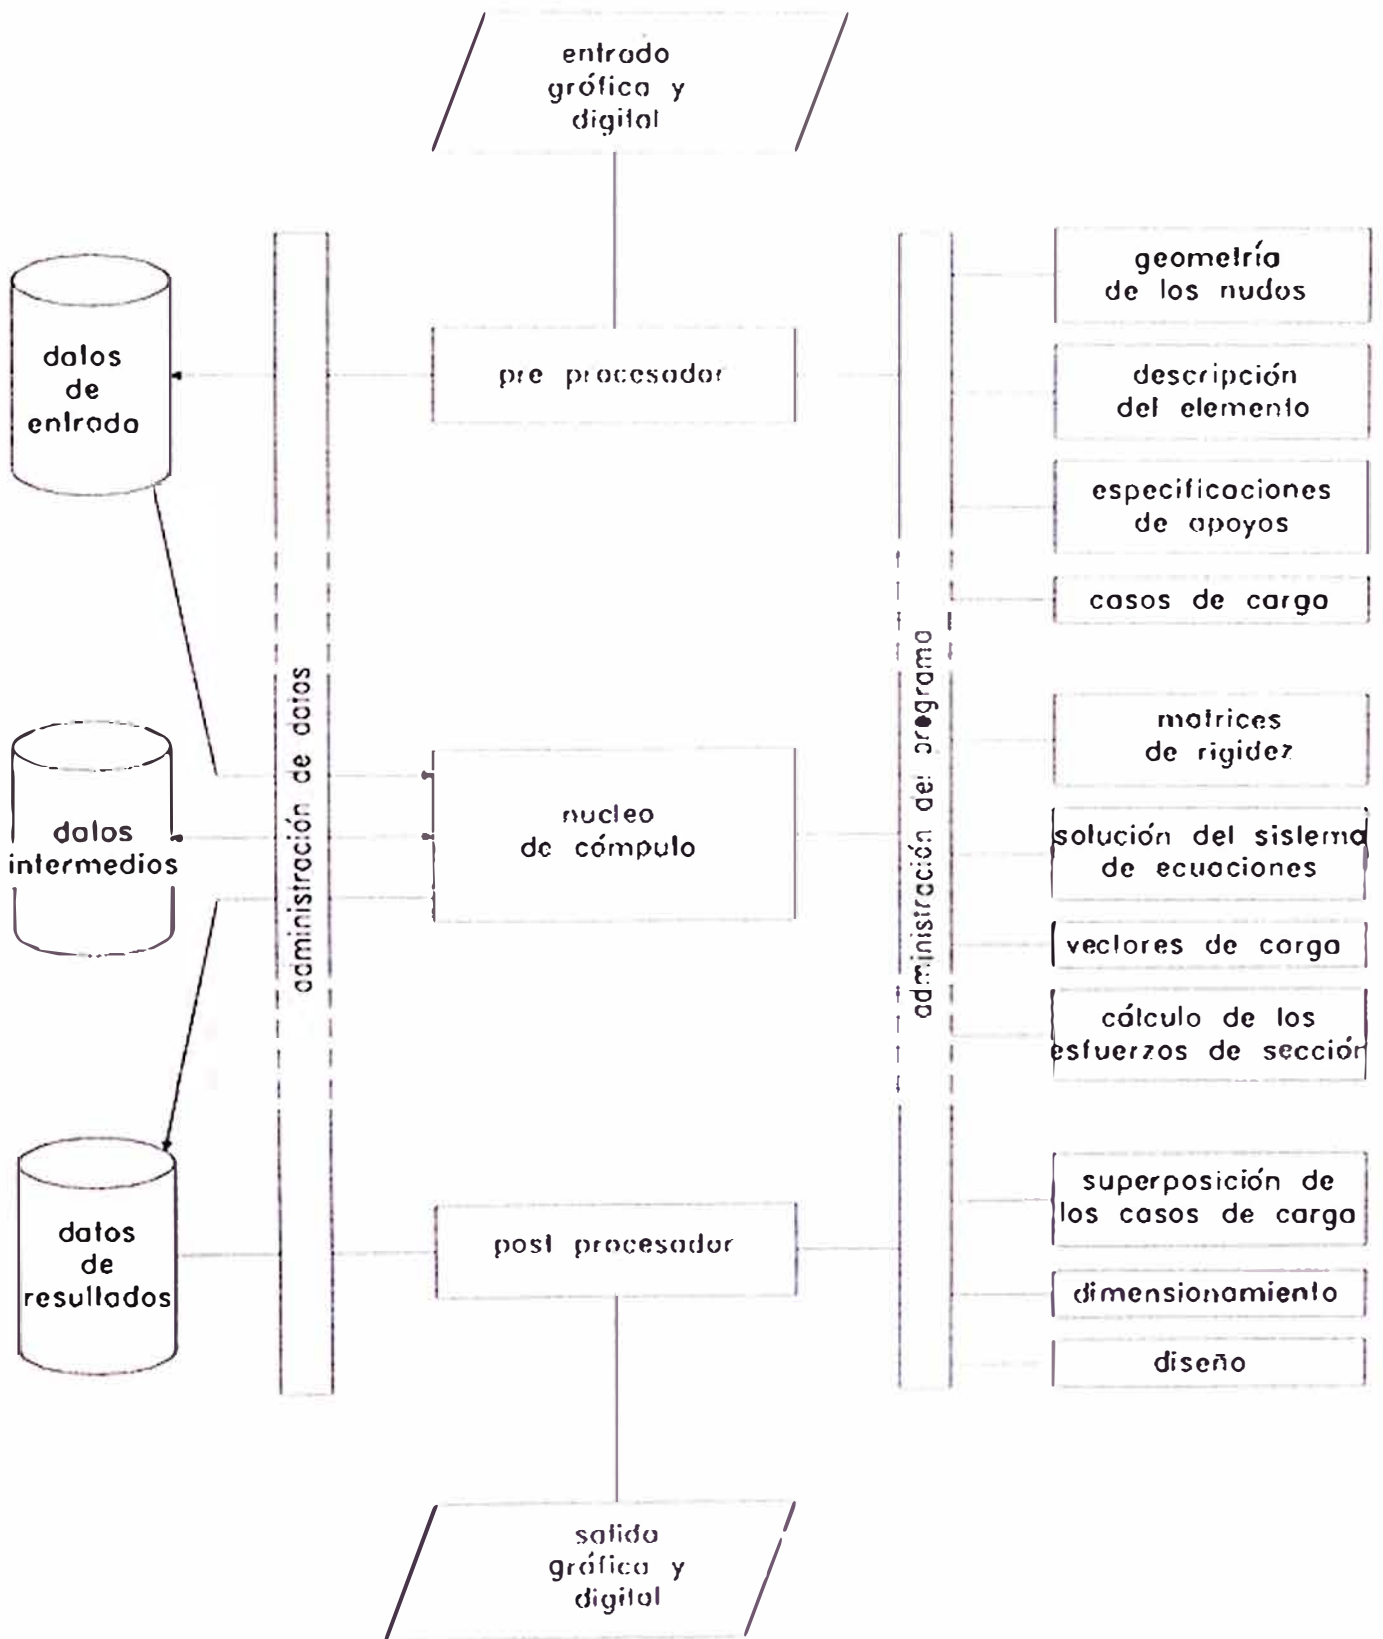 entrada
gráfica y
digital
geometría
de los nudos
datos
de
entrada
pre procesador
descripción
del elemento
especificaciones
de apoyos
casos de carga
administración de datos
administración del programa
matrices
de rigidez
datos
intermedios
nucleo
de cómputo
solución del sistema
de ecuaciones
vectores de carga
cálculo de los
esfuerzos de sección
superposición de
los casos de carga
datos
de
resultados
post procesador
dimensionamiento
diseño
salida
gráfica y
digital